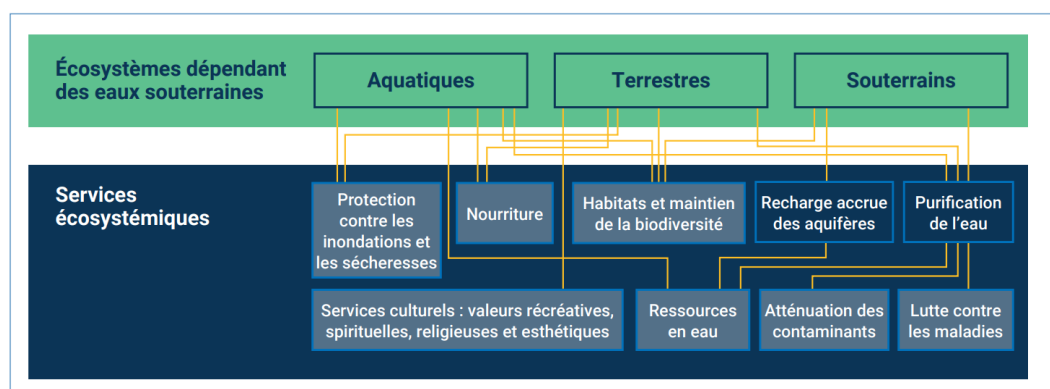 Écosystèmes dépendant
des eaux souterraines
Aquatiques
Terrestres
Souterrains
Services
écosystémiques
Protection
contre les
inondations et
les sécheresses
Nourriture
Habitats et maintien
de la biodiversité
Recharge accrue
des aquifères
Purification
de l'eau
Services culturels : valeurs récréatives,
spirituelles, religieuses et esthétiques
Ressources
en eau
Atténuation des
contaminants
Lutte contre
les maladies